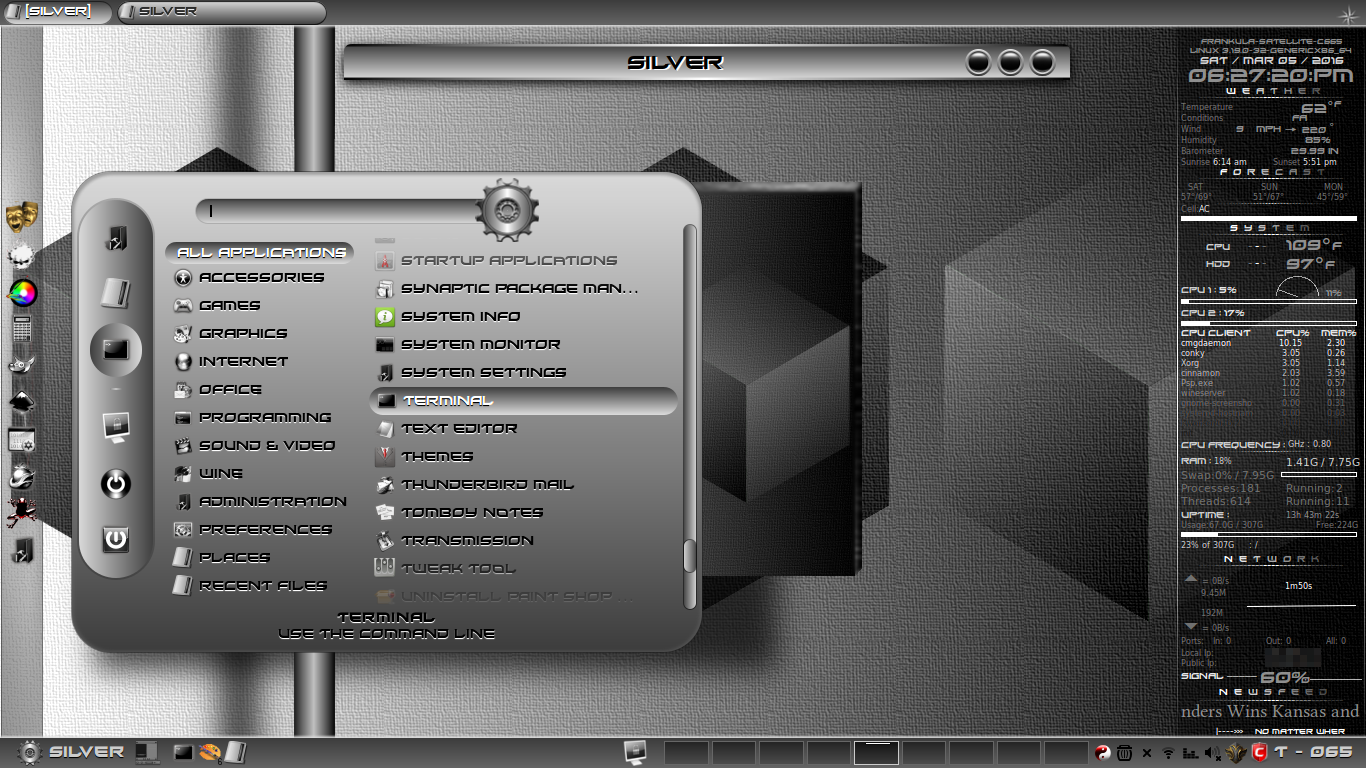 [SILVER]
SILVER
SILVER
ALL APPLICATIONS
ACCESSORIES
GAMES
GRAPHICS
INTERNET
OFFICE
PROGRAMMING
SOUND & VIDEO
WINE
ADMINISTRATION
PREFERENCES
PLACES
RECENT FILES
STARTUP APPLICATIONS
SYNAPTIC PACKAGE MAN...
SYSTEM INFO
SYSTEM MONITOR
SYSTEM SETTINGS
TERMINAL
TEXT EDITOR
THEMES
THUNDERBIRD MAIL
TOMBOY NOTES
TRANSMISSION
TWEAK TOOL
UNINSTALL PAINT SHOP ...
TERMINAL
USE THE COMMAND LINE
FRANKULA-SATELLITE-C665
LINUX 3.19.0-32-GENERICX86_64
SAT / MAR 05 / 2016
06:27:20:PM
WEATHER
Temperature 62°F
Conditions FA
Wind 9 MPH → 220°
Humidity 85%
Barometer 29.99 IN
Sunrise 6:14 am Sunset 5:51 pm
FORECAST
SAT SUN MON
57°/69° 51°/67° 45°/59°
Cell:AC
SYSTEM
CPU --- 109°F
HDD --- 97°F
CPU 1 : 5% 11%
CPU 2 : 17%
CPU CLIENT CPU% MEM%
cmgdaemon 10.15 2.30
conky 3.05 0.26
Xorg 3.05 1.14
cinnamon 2.03 3.59
Psp.exe 1.02 0.57
wineserver 1.02 0.18
gnome-screensho 0.00 0.31
0.00 0.03
CPU FREQUENCY : GHz : 0.80
RAM : 18% 1.41G / 7.75G
Swap:0% / 7.95G
Processes:181 Running:2
Threads:614 Running:11
UPTIME : 13h 43m 22s
Usage:67.0G / 307G Free:224G
23% of 307G : /
NETWORK
= 0B/s
9.45M 1m50s
192M
= 0B/s
Ports: In: 0 Out: 0 All: 0
Local Ip:
Public Ip:
SIGNAL 60%
NEWSFEED
nders Wins Kansas and
|----»» NO MATTER WHER
SILVER
T - 065